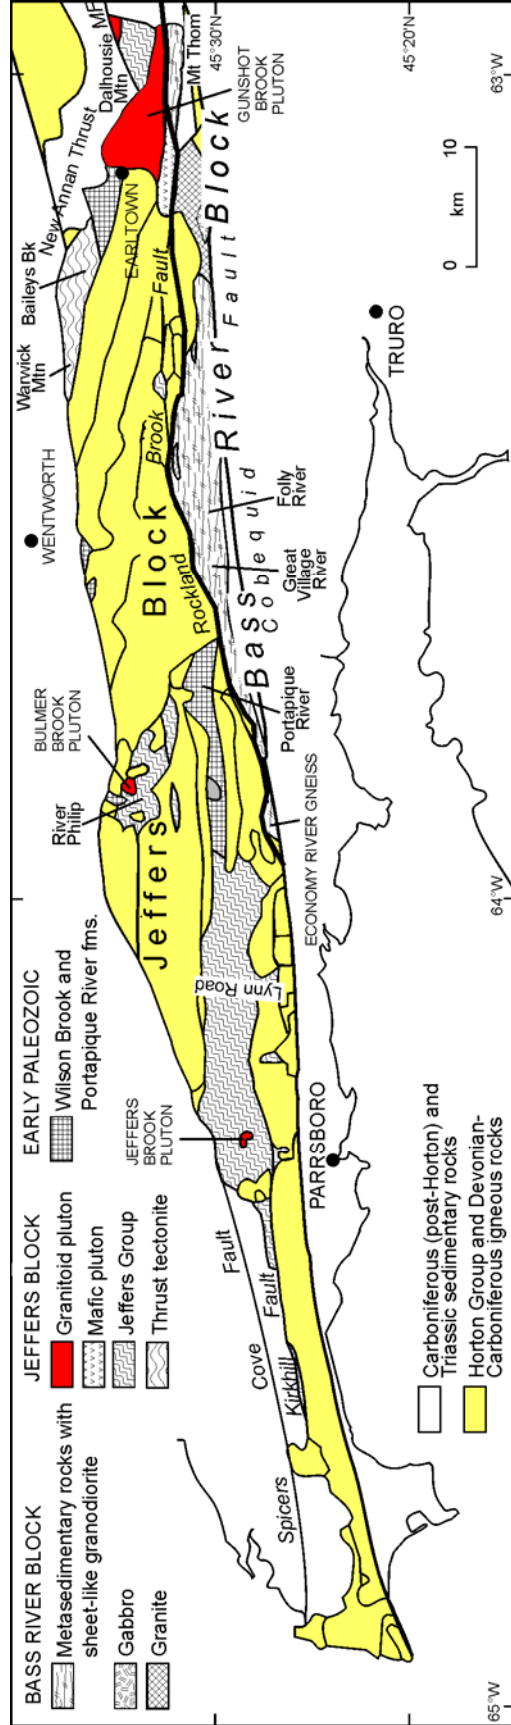 BASS RIVER BLOCK
Metasedimentary rocks with
sheet-like granodiorite
Gabbro
Granite
JEFFERS BLOCK
Granitoid pluton
Mafic pluton
Jeffers Group
Thrust tectonite
EARLY PALEOZOIC
Wilson Brook and
Portapique River fms.
Carboniferous (post-Horton) and
Triassic sedimentary rocks
Horton Group and Devonian-
Carboniferous igneous rocks
Warwick
Mtn
Baileys Bk
New Annan Thrust
Dalhousie
Mtn
MF
WENTWORTH
EARLTOWN
Mt Thom
GUNSHOT
BROOK
PLUTON
BULMER
BROOK
PLUTON
River
Philip
Jeffers Block
Rockland Brook Fault
Bass River Block
Cobequid Fault
Folly
River
Great
Village
River
Portapique
River
ECONOMY RIVER GNEISS
Lynn
Road
JEFFERS
BROOK
PLUTON
Spicers Cove Fault
Kirkhill Fault
PARRSBORO
TRURO
0 10
km
45°30'N
45°20'N
65°W
64°W
63°W